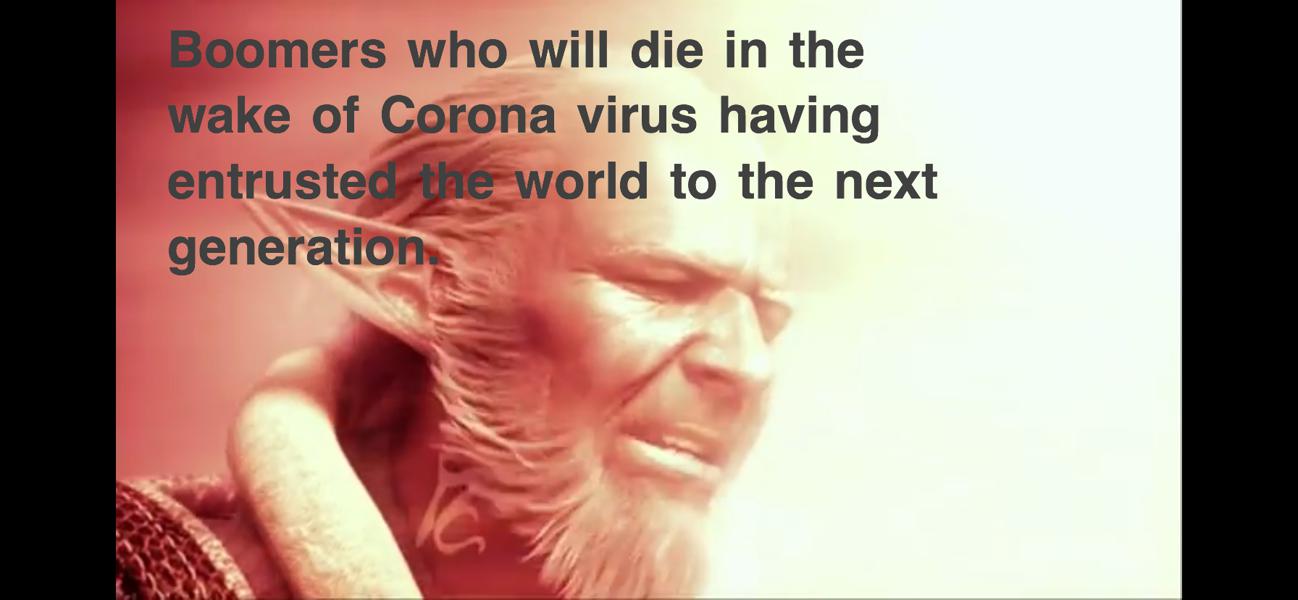 Boomers who will die in the
wake of Corona virus having
entrusted the world to the next
generation.